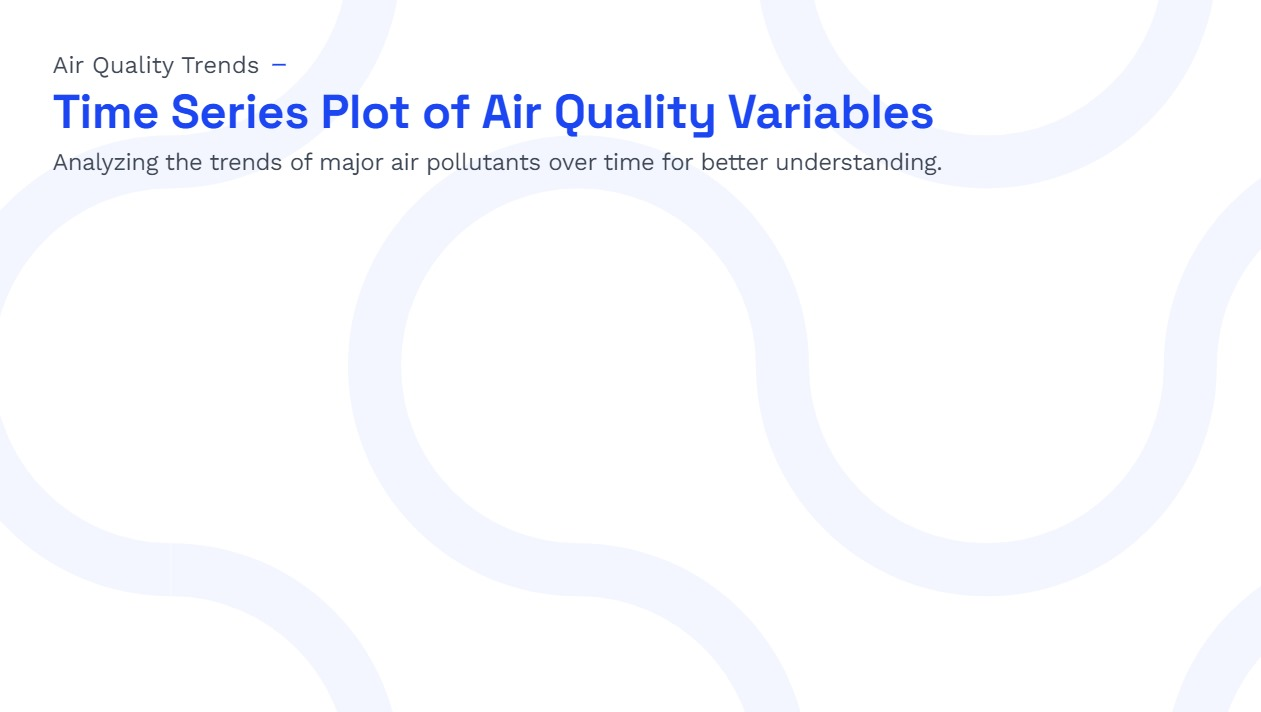 Air Quality Trends –
Time Series Plot of Air Quality Variables
Analyzing the trends of major air pollutants over time for better understanding.